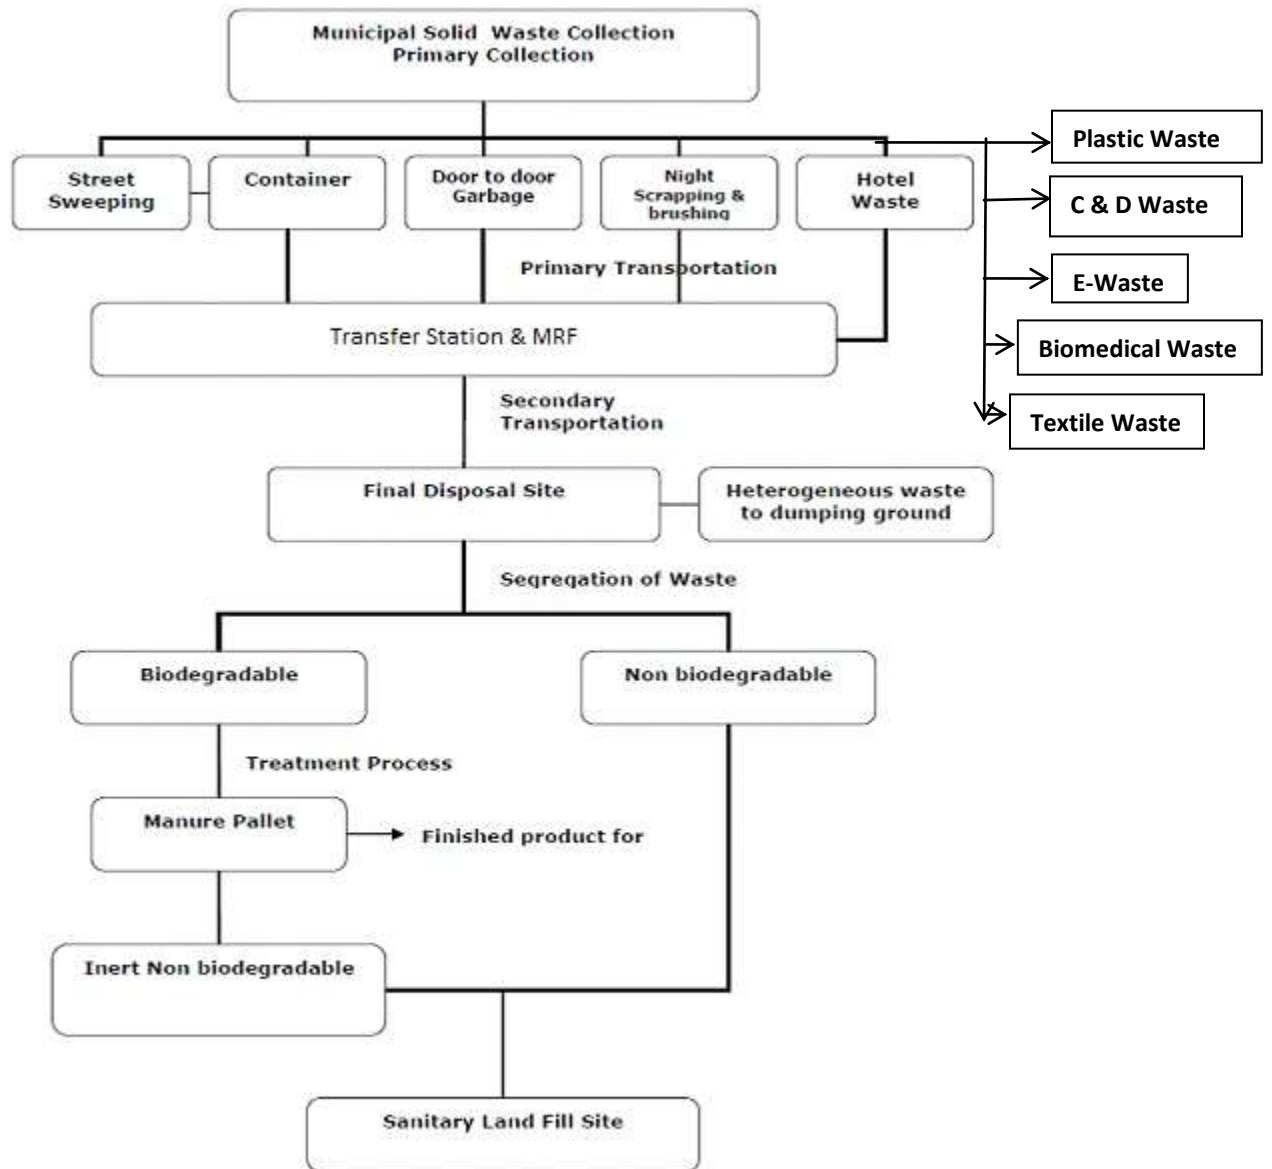 Municipal Solid Waste Collection
Primary Collection
Street
Sweeping
Container
Door to door
Garbage
Night
Scrapping &
brushing
Hotel
Waste
Plastic Waste
C & D Waste
E-Waste
Biomedical Waste
Textile Waste
Primary Transportation
Transfer Station & MRF
Secondary
Transportation
Final Disposal Site
Heterogeneous waste
to dumping ground
Segregation of Waste
Biodegradable
Non biodegradable
Treatment Process
Manure Pallet
Finished product for
Inert Non biodegradable
Sanitary Land Fill Site